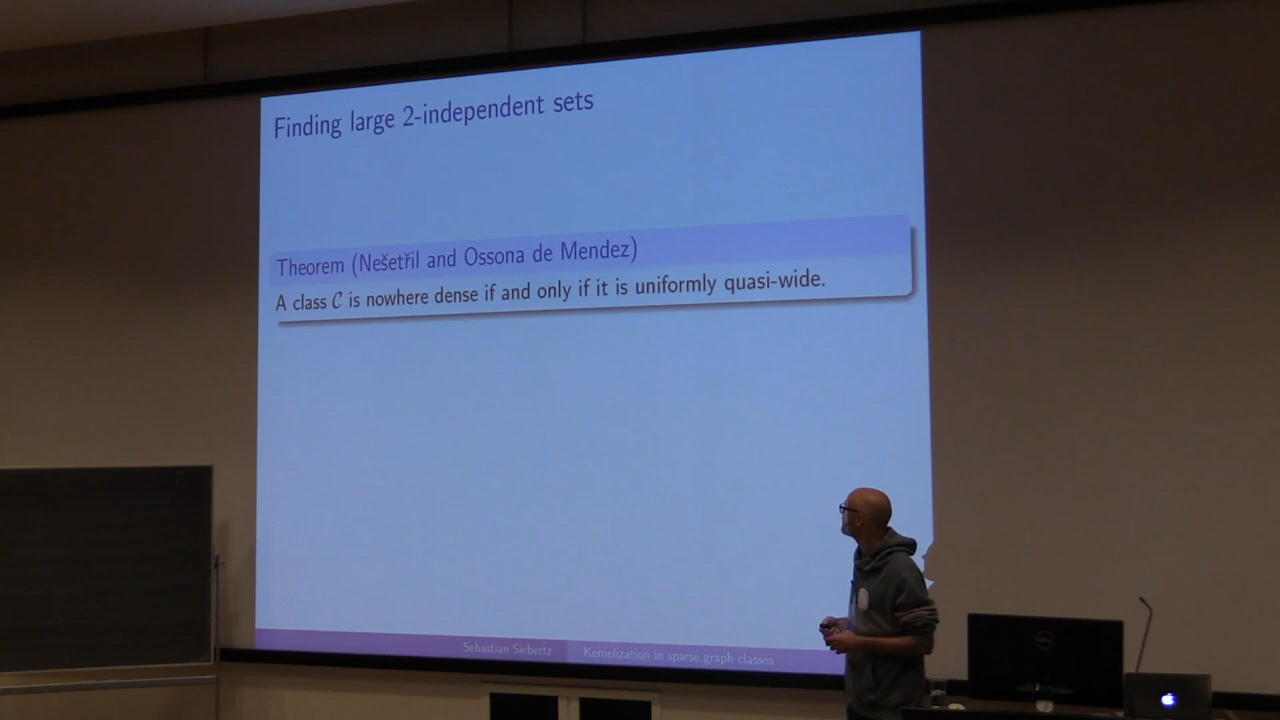 Finding large 2-independent sets
Theorem (Nešetřil and Ossona de Mendez)
A class C is nowhere dense if and only if it is uniformly quasi-wide.
Sebastian Siebertz Kernelization in sparse graph classes
DELL